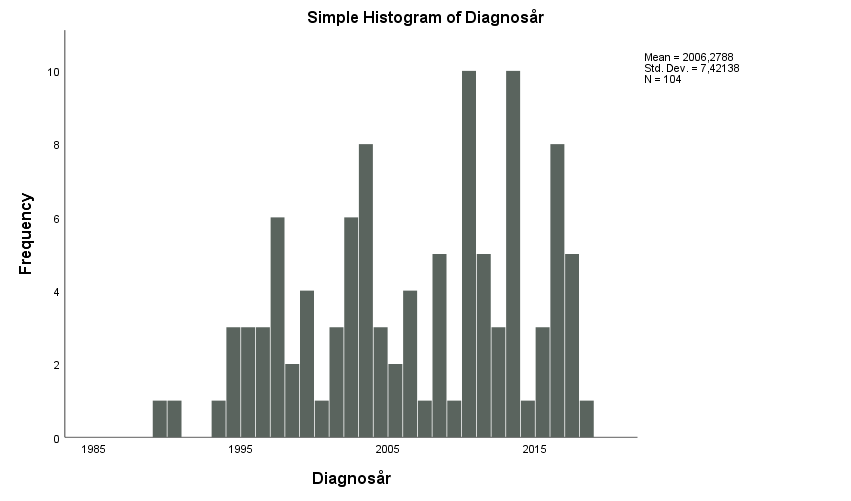 Simple Histogram of Diagnosår
Mean = 2006,2788
Std. Dev. = 7,42138
N = 104
10
8
6
4
2
0
Frequency
1985
1995
2005
2015
Diagnosår